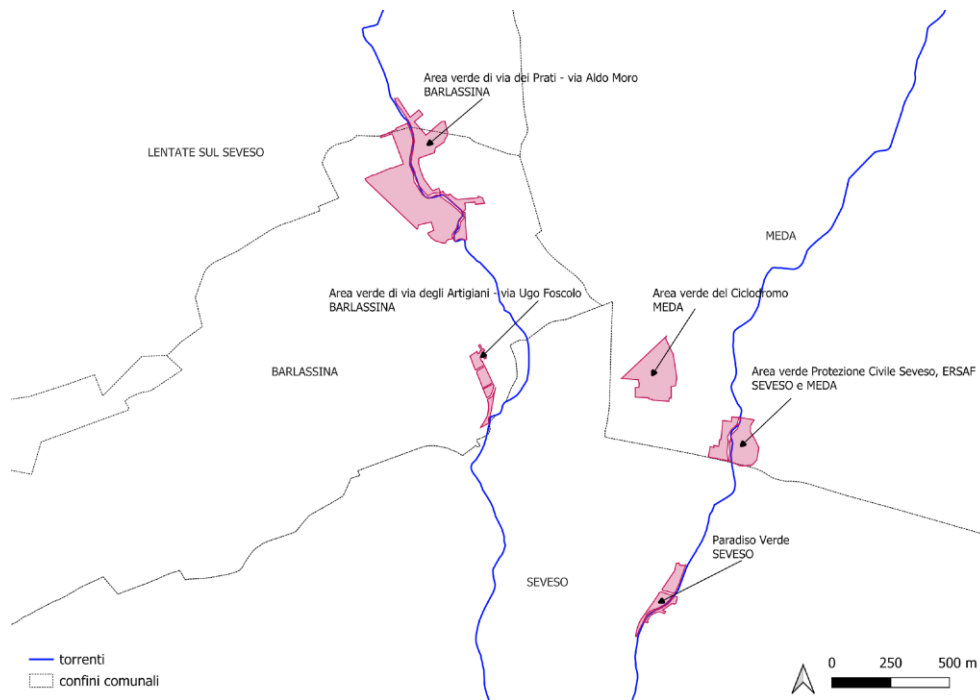 Area verde di via dei Prati - via Aldo Moro
BARLASSINA
LENTATE SUL SEVESO
MEDA
Area verde di via degli Artigiani - via Ugo Foscolo
BARLASSINA
Area verde del Ciclodromo
MEDA
BARLASSINA
Area verde Protezione Civile Seveso, ERSAF
SEVESO e MEDA
Paradiso Verde
SEVESO
SEVESO
torrenti
confini comunali
0 250 500 m